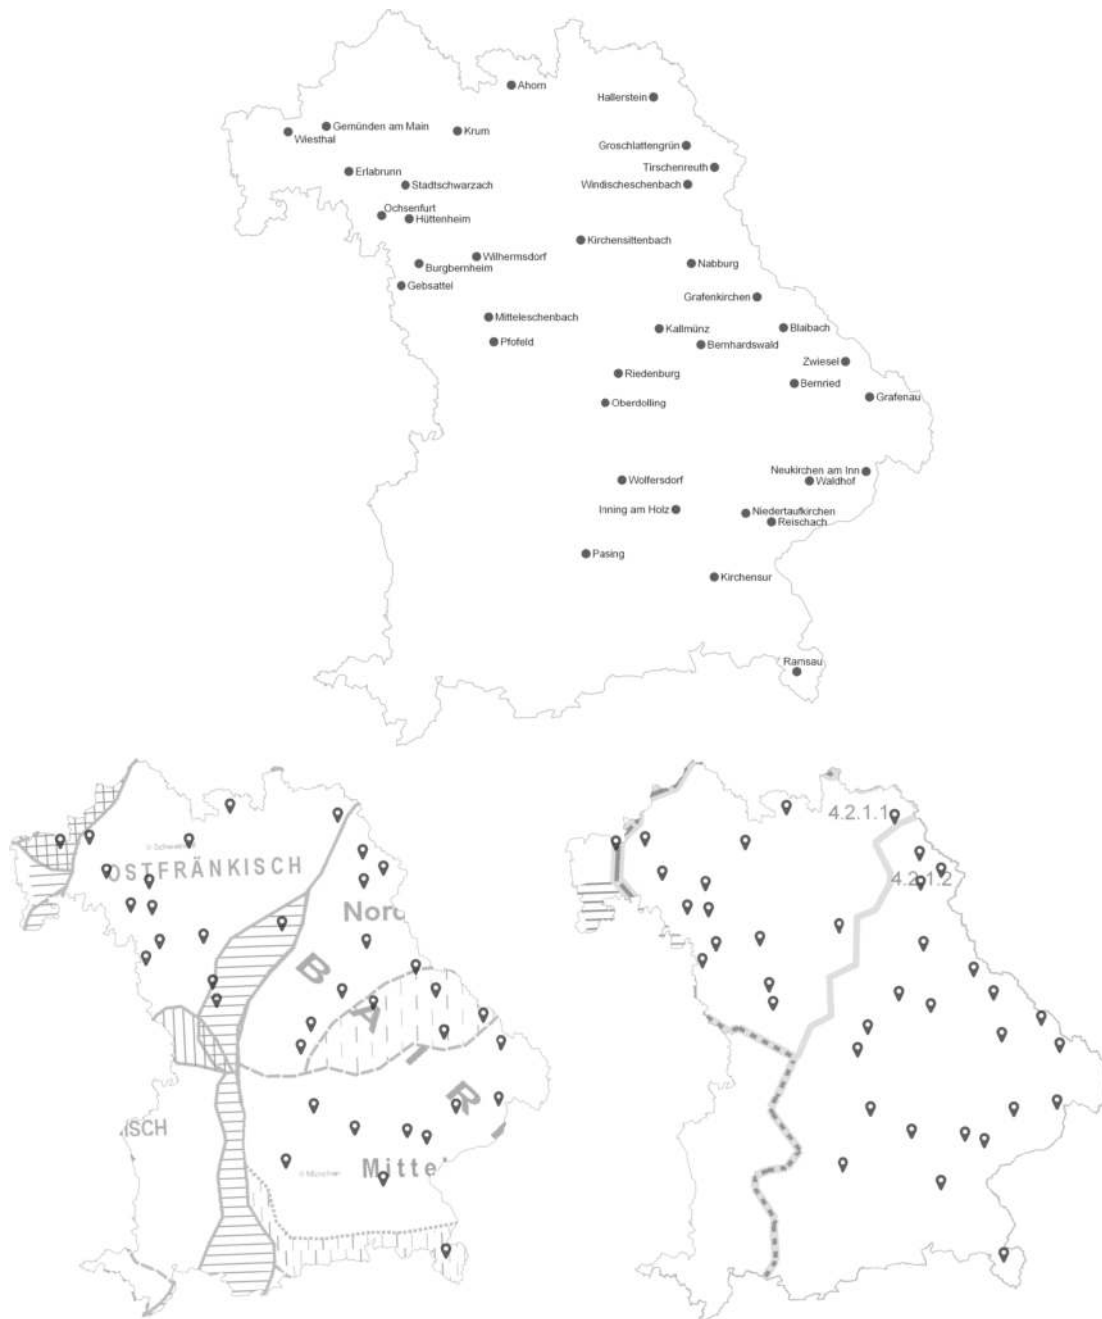 Ahorn
Hallerstein
Gemünden am Main
Krum
Wiesthal
Groschlattengrün
Tirschenreuth
Erlabrunn
Stadtschwarzach
Windischeschenbach
Ochsenfurt
Hüttenheim
Kirchensittenbach
Wilhermsdorf
Burgbernheim
Nabburg
Gebsattel
Grafenkirchen
Mitteleschenbach
Kallmünz
Blaibach
Pfofeld
Bernhardswald
Zwiesel
Riedenburg
Bernried
Grafenau
Oberdolling
Neukirchen am Inn
Wolfersdorf
Waldhof
Inning am Holz
Niedertaufkirchen
Reischach
Pasing
Kirchensur
Ramsau
OSTFRÄNKISCH
Nord
B A I R
ISCH
München
Mitte
4.2.1.1
4.2.1.2